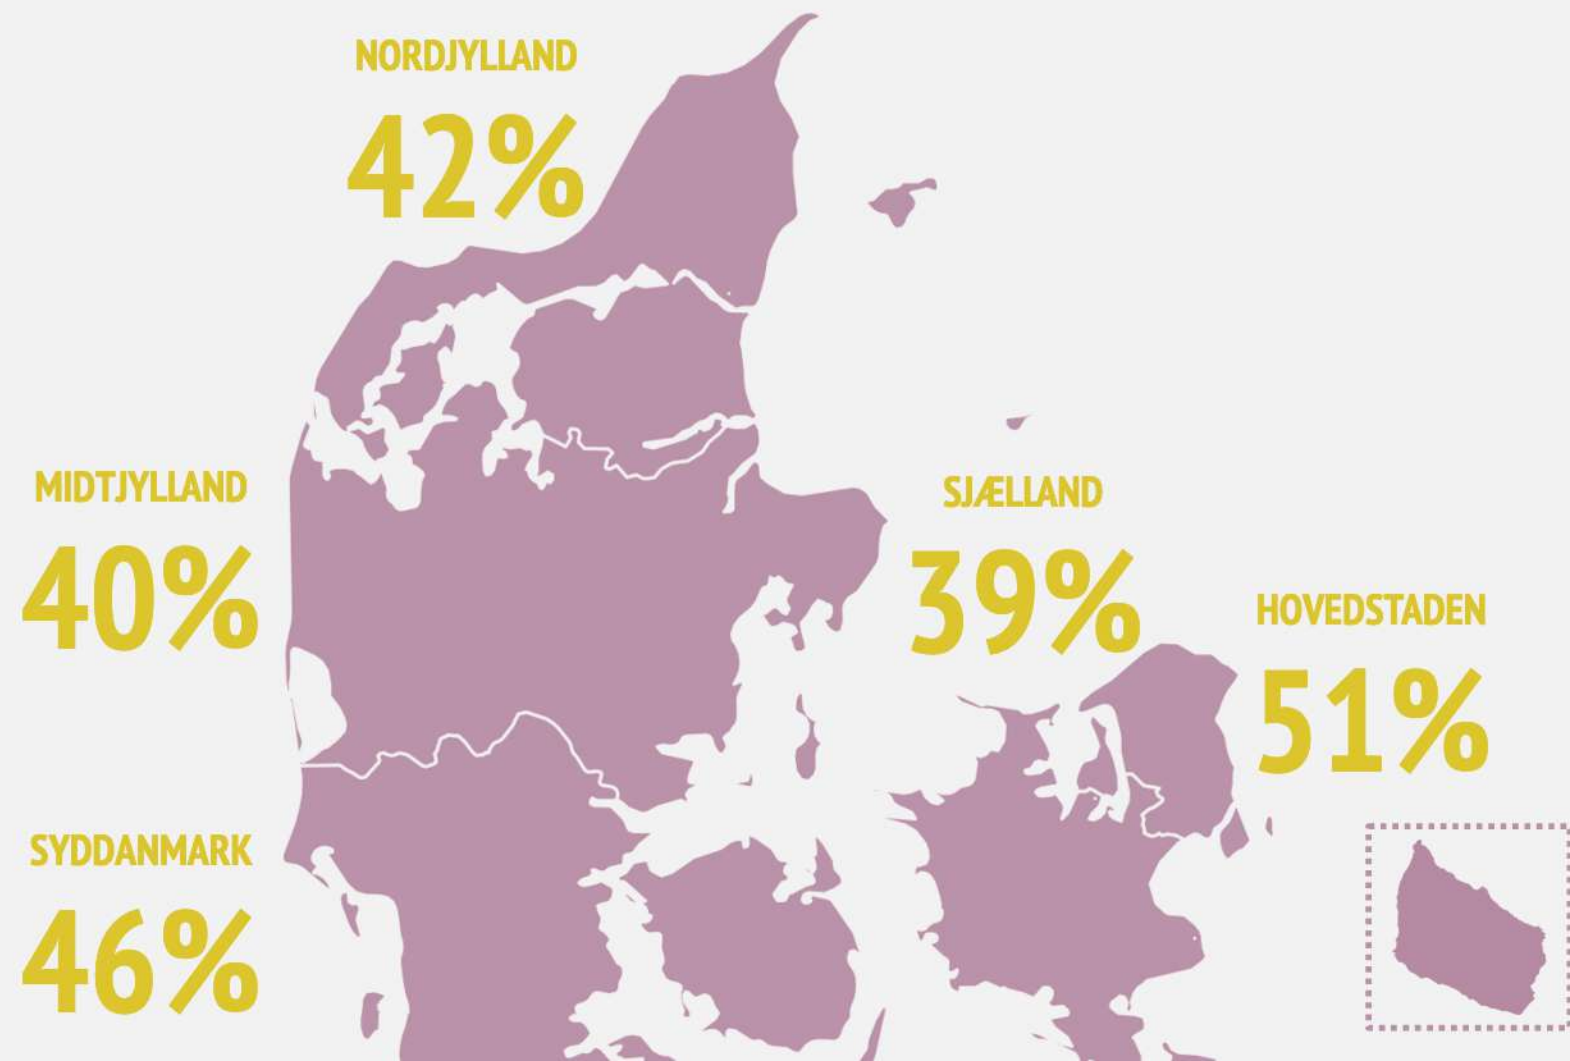 NORDJYLLAND
42%
MIDTJYLLAND
40%
SJÆLLAND
39%
HOVEDSTADEN
51%
SYDDANMARK
46%